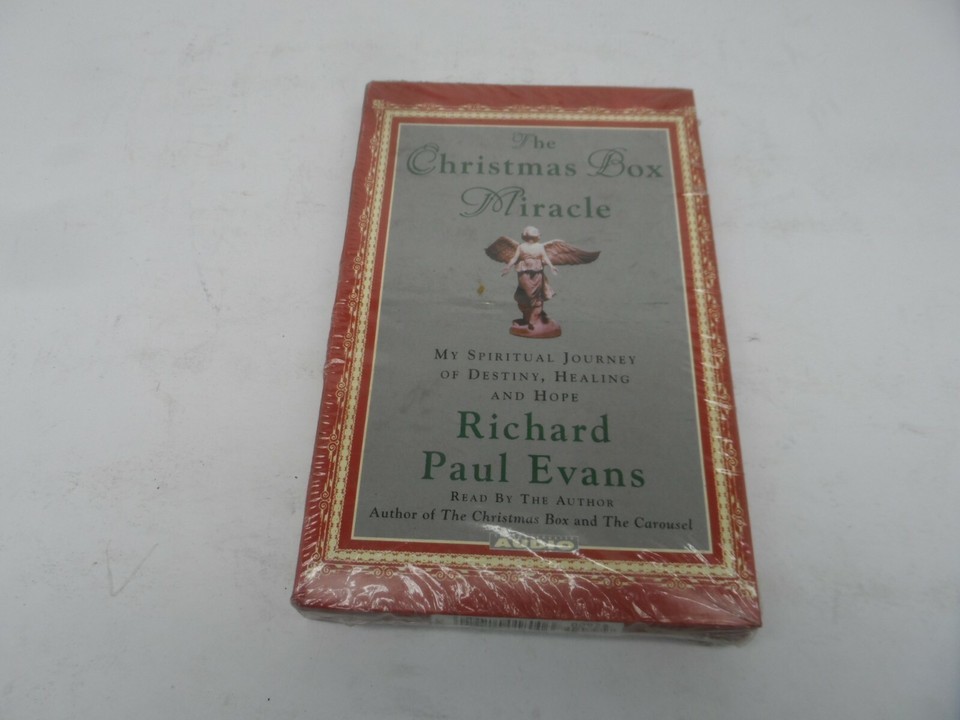 The
Christmas Box
Miracle
MY SPIRITUAL JOURNEY
OF DESTINY, HEALING
AND HOPE
Richard
Paul Evans
READ BY THE AUTHOR
Author of The Christmas Box and The Carousel
AUDIO